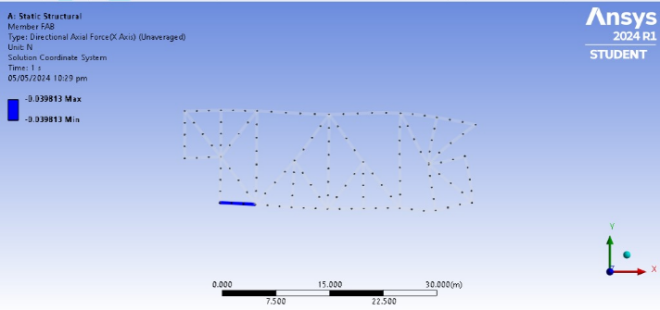 A: Static Structural
Member FAB
Type: Directional Axial Force(X Axis) (Unaveraged)
Unit: N
Solution Coordinate System
Time: 1 s
05/05/2024 10:29 pm
-0.039813 Max
-0.039813 Min
Ansys
2024 R1
STUDENT
Y
X
0.000 15.000 30.000(m)
7.500 22.500